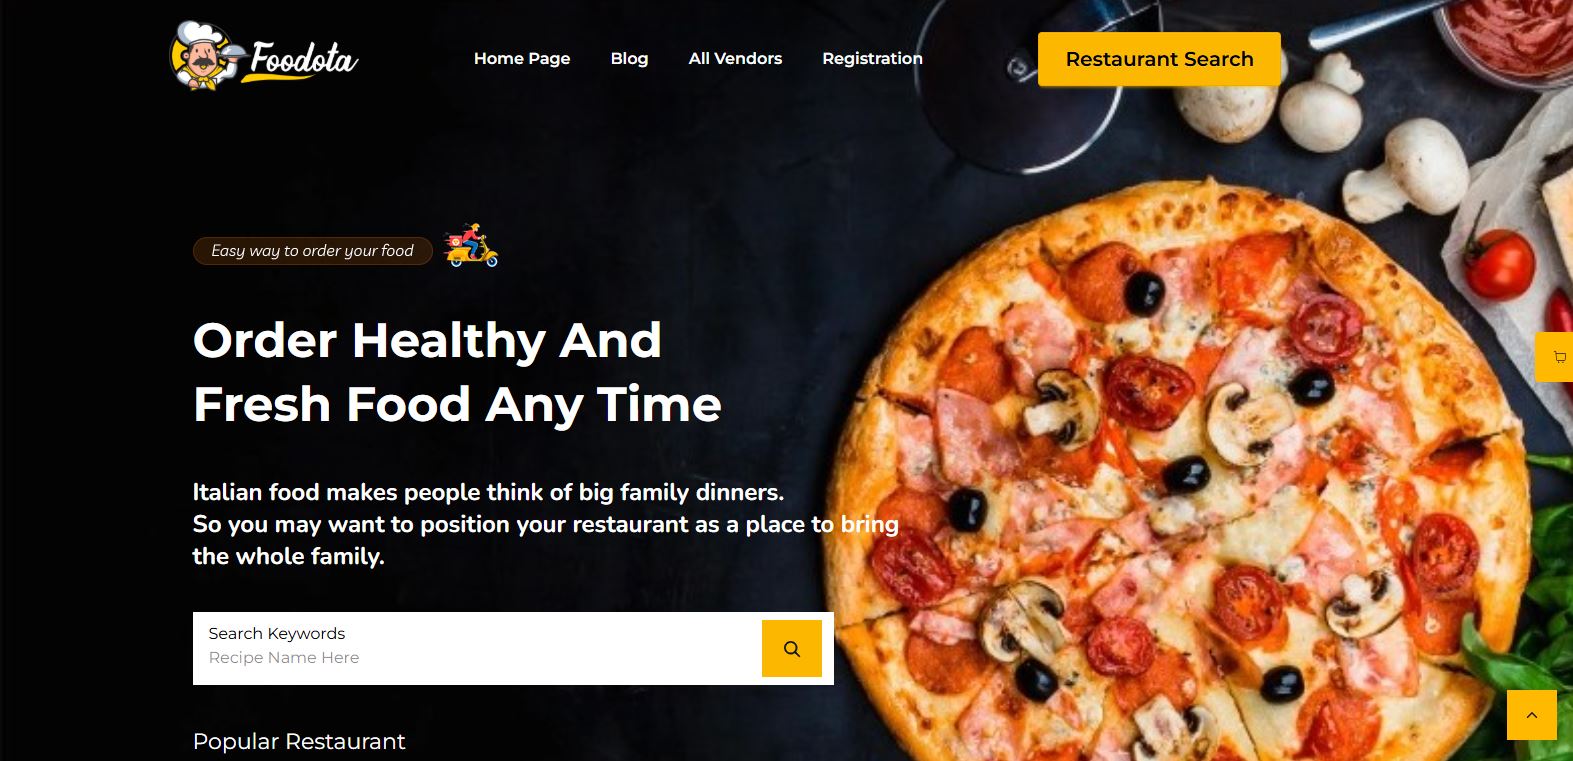 Foodota
Home Page
Blog
All Vendors
Registration
Restaurant Search
Easy way to order your food
Order Healthy And
Fresh Food Any Time
Italian food makes people think of big family dinners.
So you may want to position your restaurant as a place to bring
the whole family.
Search Keywords
Recipe Name Here
Popular Restaurant